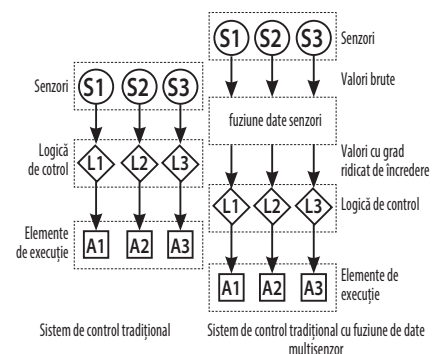 S1 S2 S3
Senzori
L1 L2 L3
Logică
de cotrol
A1 A2 A3
Elemente
de execuție
Sistem de control tradițional
S1 S2 S3
Senzori
Valori brute
fuziune date senzori
Valori cu grad
ridicat de încredere
L1 L2 L3
Logică de control
A1 A2 A3
Elemente de
execuție
Sistem de control tradițional cu fuziune de date
multisenzor